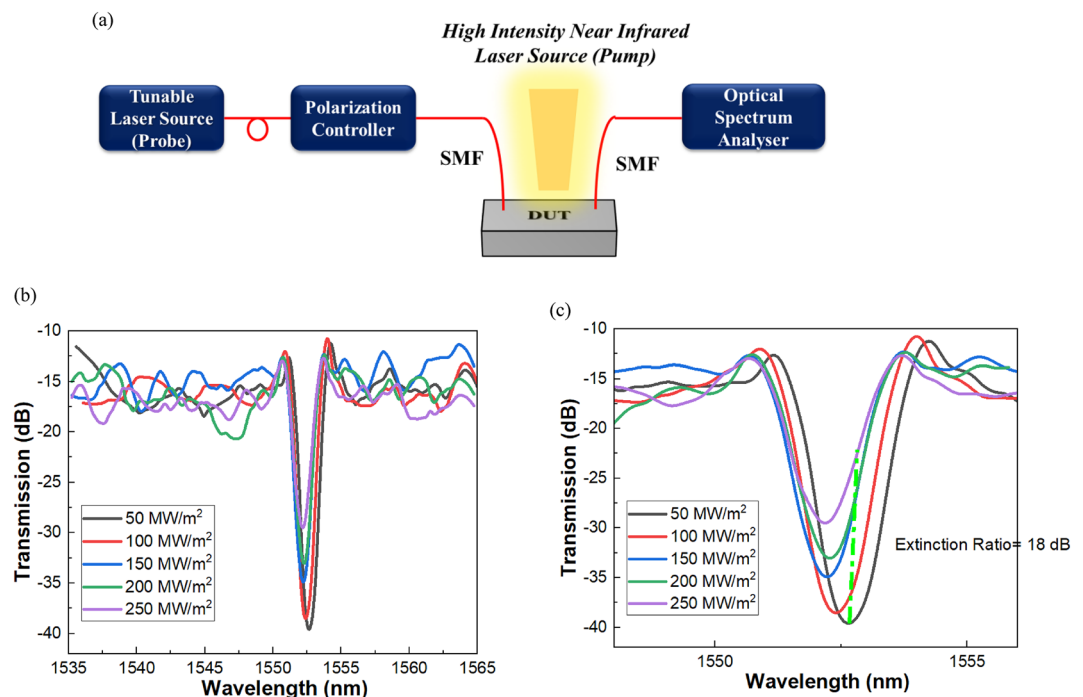 (a)
High Intensity Near Infrared
Laser Source (Pump)
Tunable
Laser Source
(Probe)
Polarization
Controller
Optical
Spectrum
Analyser
SMF
SMF
DUT
(b)
-10
-15
-20
-25
-30
-35
-40
Transmission (dB)
50 MW/m²
100 MW/m²
150 MW/m²
200 MW/m²
250 MW/m²
1535 1540 1545 1550 1555 1560 1565
Wavelength (nm)
(c)
-10
-15
-20
-25
-30
-35
-40
Transmission (dB)
50 MW/m²
100 MW/m²
150 MW/m²
200 MW/m²
250 MW/m²
Extinction Ratio= 18 dB
1550 1555
Wavelength (nm)